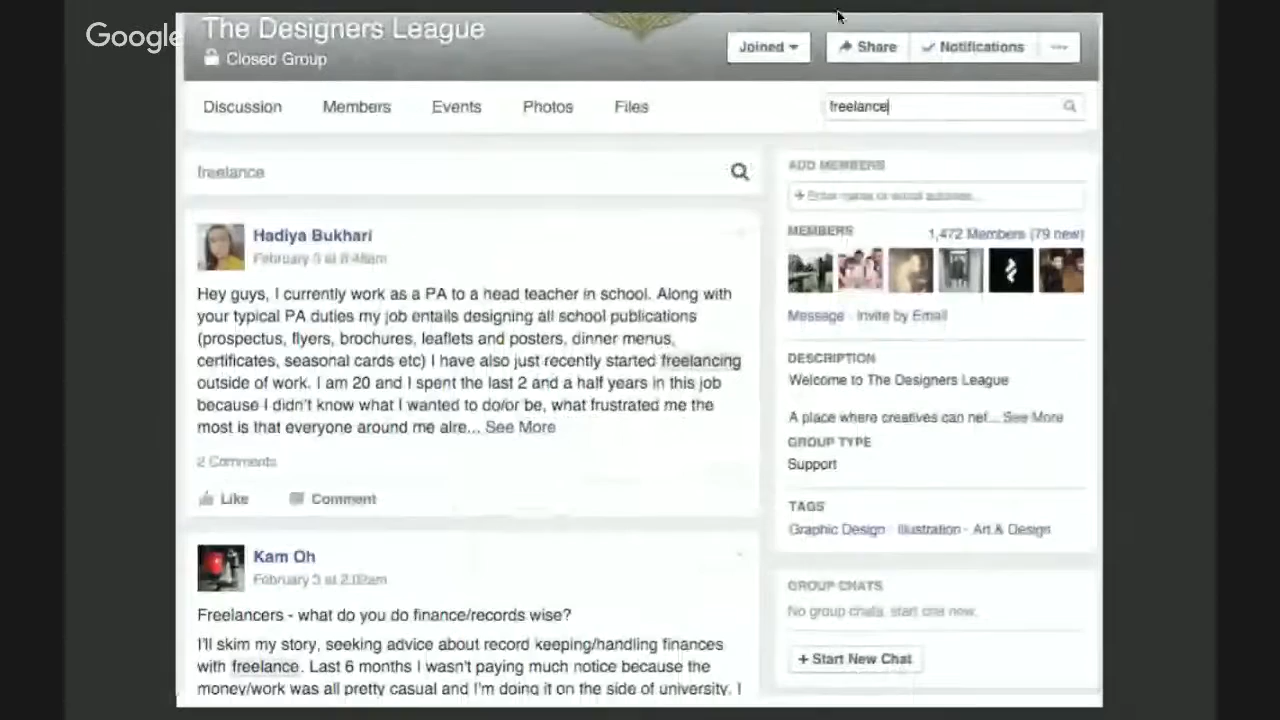 Google
The Designers League
Closed Group
Joined
Share
Notifications
Discussion
Members
Events
Photos
Files
freelance
freelance
Hadiya Bukhari
February 5 at 8:48am
Hey guys, I currently work as a PA to a head teacher in school. Along with
your typical PA duties my job entails designing all school publications
(prospectus, flyers, brochures, leaflets and posters, dinner menus,
certificates, seasonal cards etc) I have also just recently started freelancing
outside of work. I am 20 and I spent the last 2 and a half years in this job
because I didn't know what I wanted to do/or be, what frustrated me the
most is that everyone around me alre... See More
2 Comments
Like
Comment
Kam Oh
February 3 at 2:02am
Freelancers - what do you do finance/records wise?
I'll skim my story, seeking advice about record keeping/handling finances
with freelance. Last 6 months I wasn't paying much notice because the
money/work was all pretty casual and I'm doing it on the side of university. I
ADD MEMBERS
+ Enter name or email address...
MEMBERS
1,472 Members (79 new)
Message · Invite by Email
DESCRIPTION
Welcome to The Designers League
A place where creatives can net... See More
GROUP TYPE
Support
TAGS
Graphic Design · Illustration · Art & Design
GROUP CHATS
No group chats, start one new.
+ Start New Chat